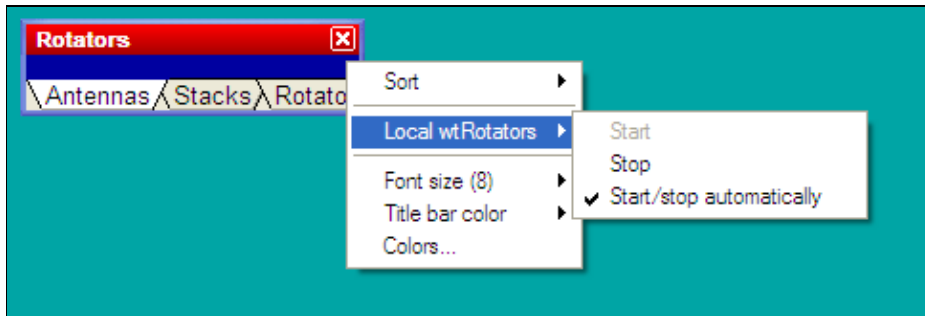 Rotators
Antennas Stacks Rotato
Sort
Local wtRotators
Font size (8)
Title bar color
Colors...
Start
Stop
Start/stop automatically